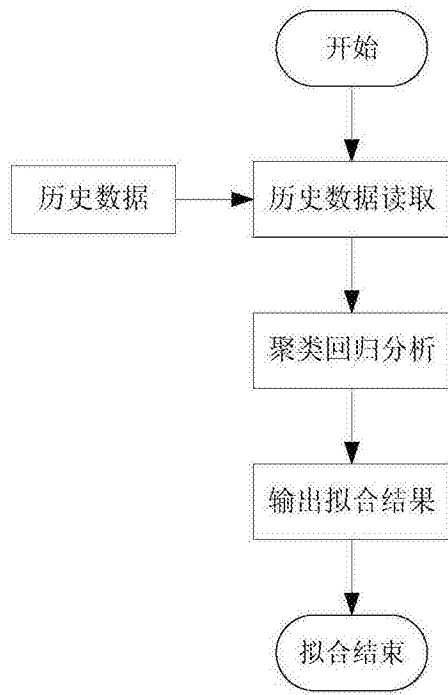 开始
历史数据
历史数据读取
聚类回归分析
输出拟合结果
拟合结束